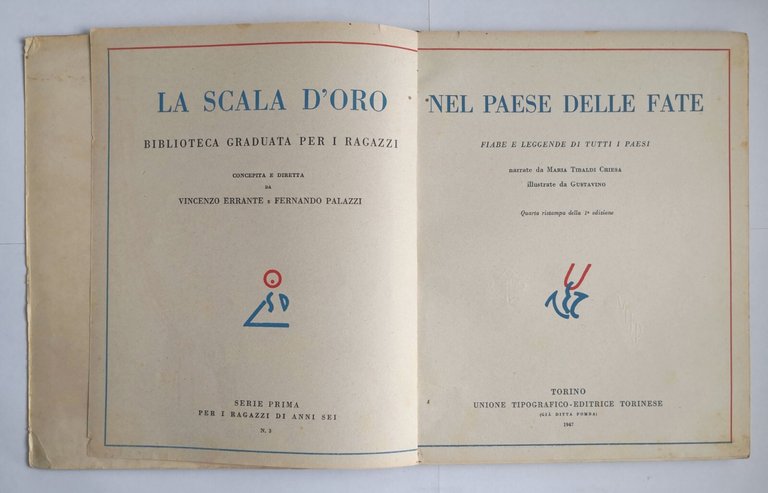 LA SCALA D'ORO
BIBLIOTECA GRADUATA PER I RAGAZZI
CONCEPITA E DIRETTA
DA
VINCENZO ERRANTE E FERNANDO PALAZZI
SD
SERIE PRIMA
PER I RAGAZZI DI ANNI SEI
N. 3
NEL PAESE DELLE FATE
FIABE E LEGGENDE DI TUTTI I PAESI
narrate da MARIA TIBALDI CHIESA
illustrate da GUSTAVINO
Quarta ristampa della 1ª edizione
TORINO
UNIONE TIPOGRAFICO-EDITRICE TORINESE
(GIÀ DITTA POMBA)
1947